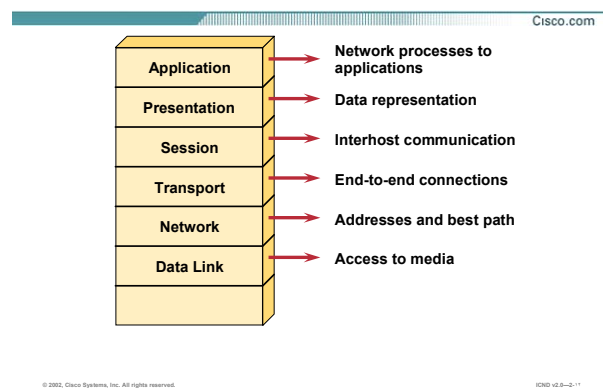 Cisco.com
Application
Network processes to
applications
Presentation
Data representation
Session
Interhost communication
Transport
End-to-end connections
Network
Addresses and best path
Data Link
Access to media
© 2002, Cisco Systems, Inc. All rights reserved.
ICND v2.0—2-